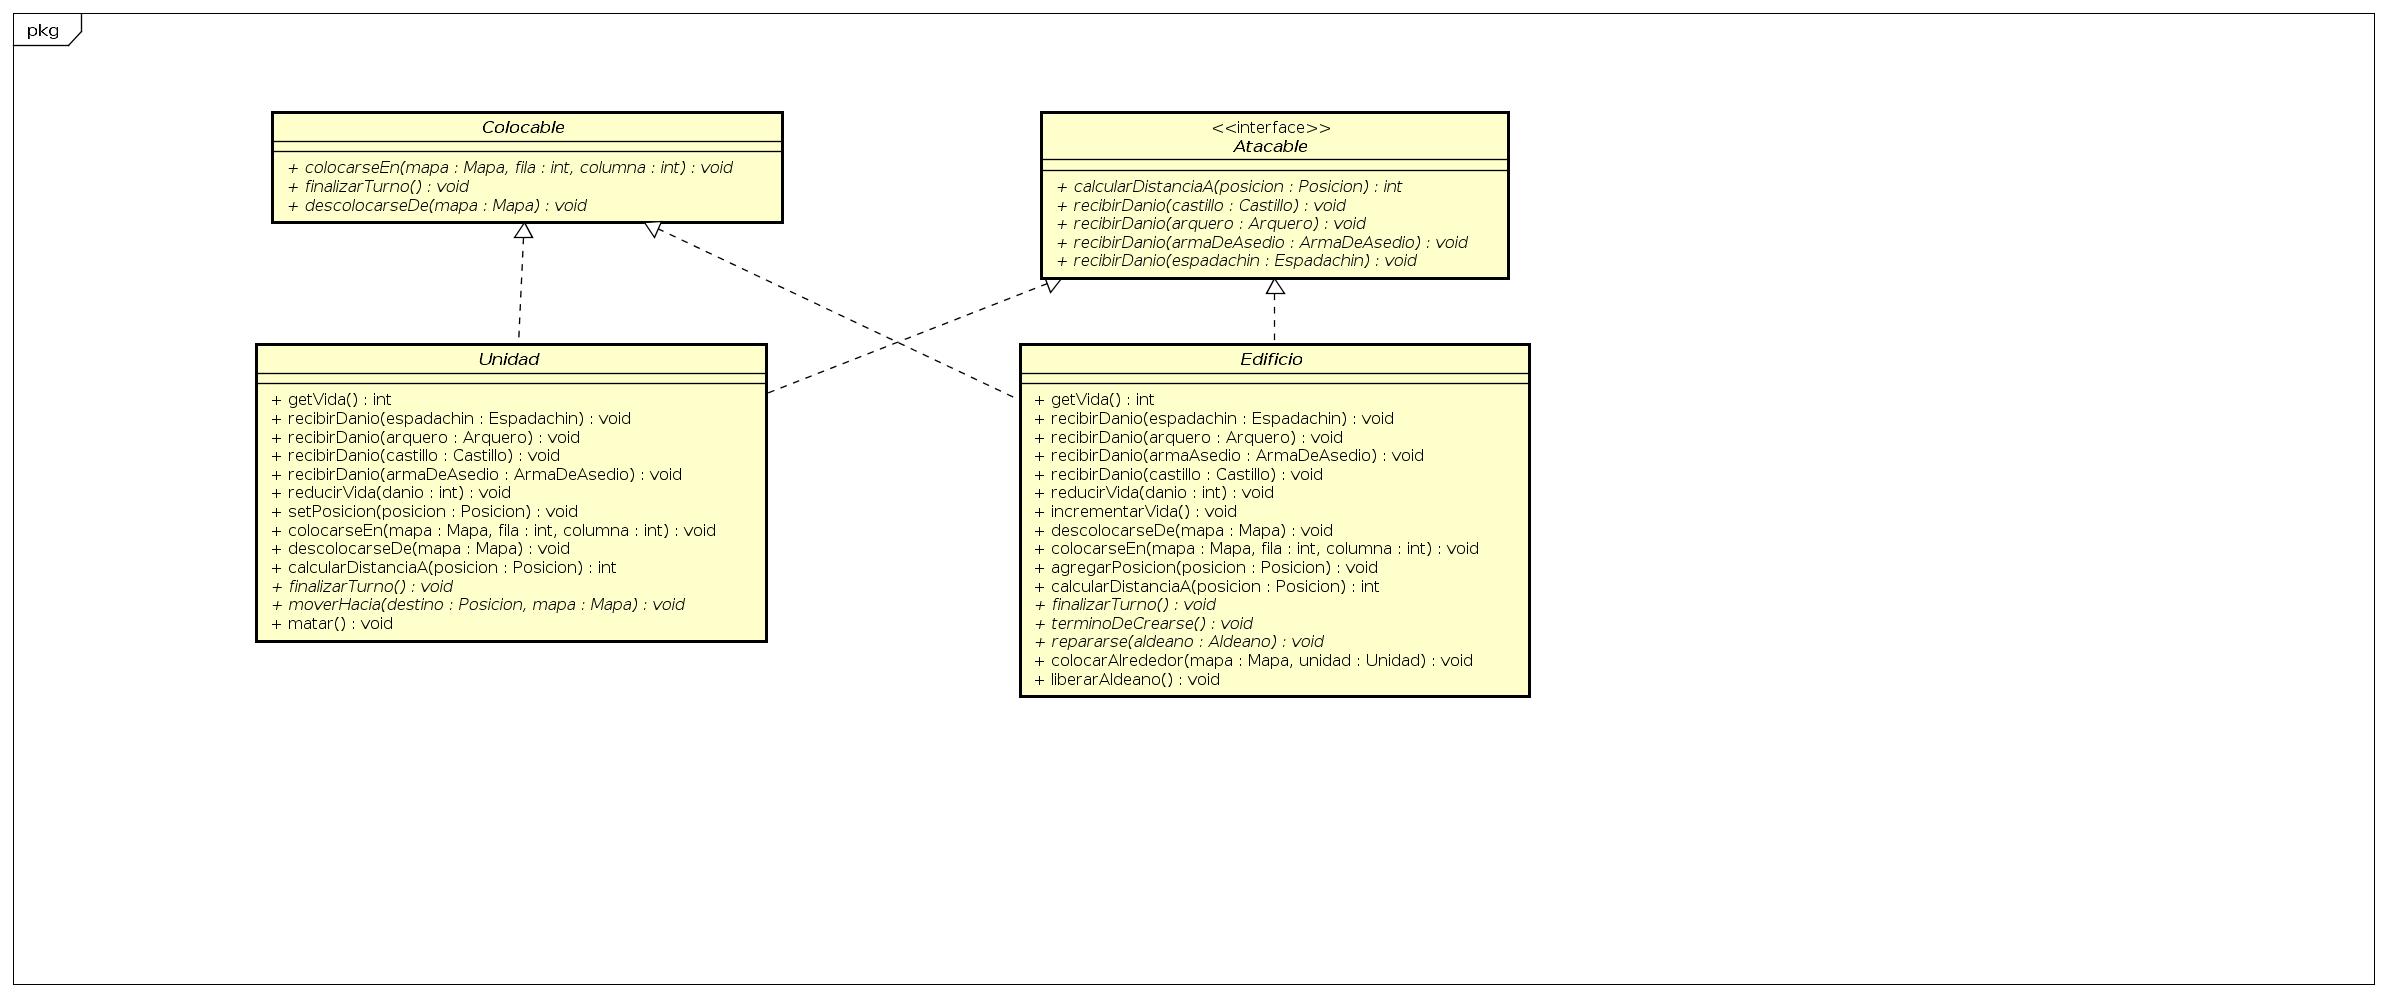 pkg
Colocable
+ colocarseEn(mapa : Mapa, fila : int, columna : int) : void
+ finalizarTurno() : void
+ descolocarseDe(mapa : Mapa) : void
<<interface>>
Atacable
+ calcularDistanciaA(posicion : Posicion) : int
+ recibirDanio(castillo : Castillo) : void
+ recibirDanio(arquero : Arquero) : void
+ recibirDanio(armaDeAsedio : ArmaDeAsedio) : void
+ recibirDanio(espadachin : Espadachin) : void
Unidad
+ getVida() : int
+ recibirDanio(espadachin : Espadachin) : void
+ recibirDanio(arquero : Arquero) : void
+ recibirDanio(castillo : Castillo) : void
+ recibirDanio(armaDeAsedio : ArmaDeAsedio) : void
+ reducirVida(danio : int) : void
+ setPosicion(posicion : Posicion) : void
+ colocarseEn(mapa : Mapa, fila : int, columna : int) : void
+ descolocarseDe(mapa : Mapa) : void
+ calcularDistanciaA(posicion : Posicion) : int
+ finalizarTurno() : void
+ moverHacia(destino : Posicion, mapa : Mapa) : void
+ matar() : void
Edificio
+ getVida() : int
+ recibirDanio(espadachin : Espadachin) : void
+ recibirDanio(arquero : Arquero) : void
+ recibirDanio(armaAsedio : ArmaDeAsedio) : void
+ recibirDanio(castillo : Castillo) : void
+ reducirVida(danio : int) : void
+ incrementarVida() : void
+ descolocarseDe(mapa : Mapa) : void
+ colocarseEn(mapa : Mapa, fila : int, columna : int) : void
+ agregarPosicion(posicion : Posicion) : void
+ calcularDistanciaA(posicion : Posicion) : int
+ finalizarTurno() : void
+ terminoDeCrearse() : void
+ repararse(aldeano : Aldeano) : void
+ colocarAlrededor(mapa : Mapa, unidad : Unidad) : void
+ liberarAldeano() : void